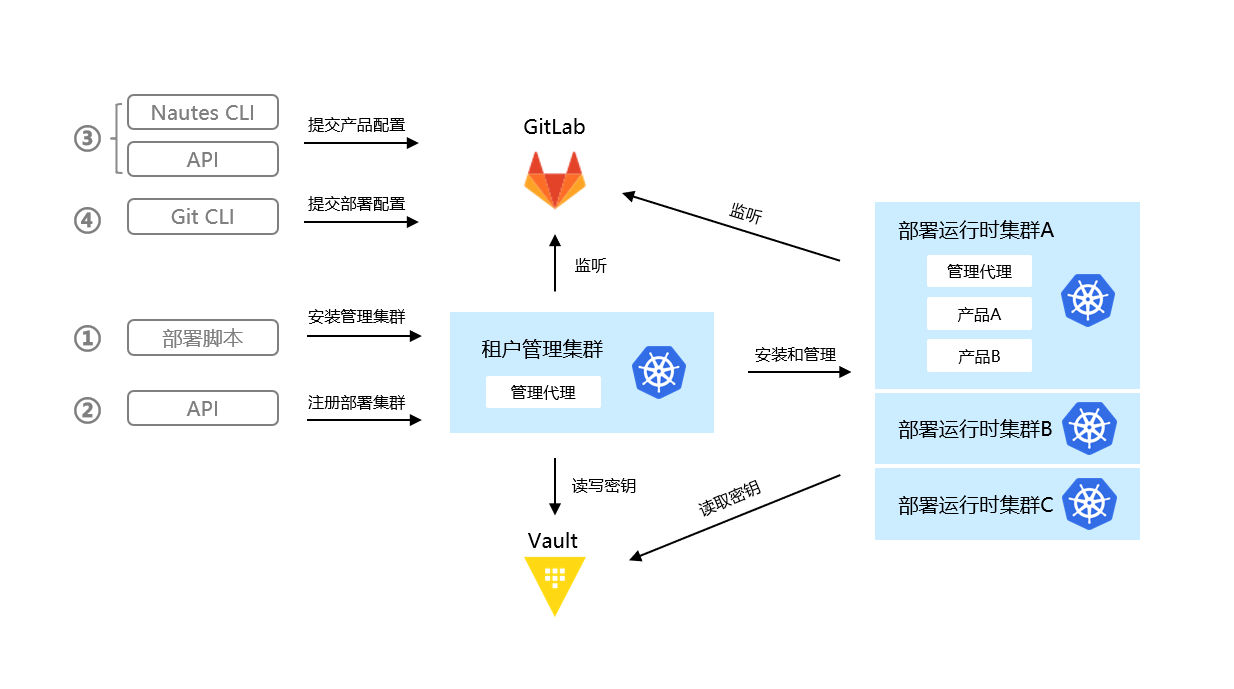 ③
Nautes CLI
API
提交产品配置
④
Git CLI
提交部署配置
①
部署脚本
安装管理集群
②
API
注册部署集群
GitLab
监听
租户管理集群
管理代理
读写密钥
Vault
监听
安装和管理
读取密钥
部署运行时集群A
管理代理
产品A
产品B
部署运行时集群B
部署运行时集群C